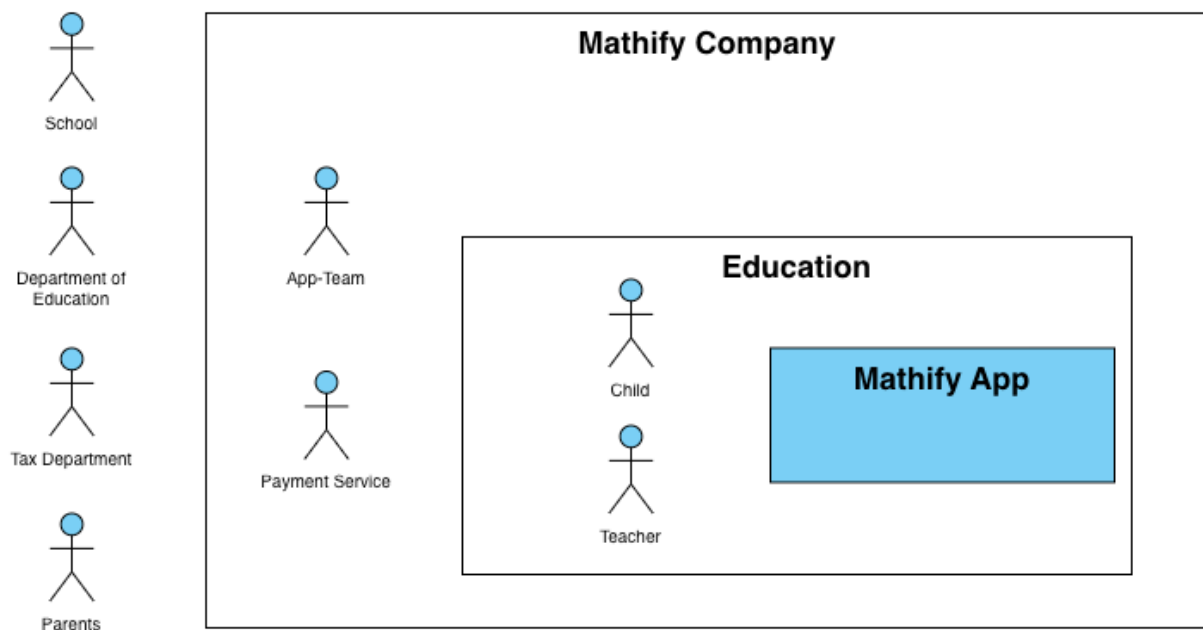 Mathify Company
School
Department of
Education
App-Team
Education
Child
Mathify App
Tax Department
Payment Service
Teacher
Parents